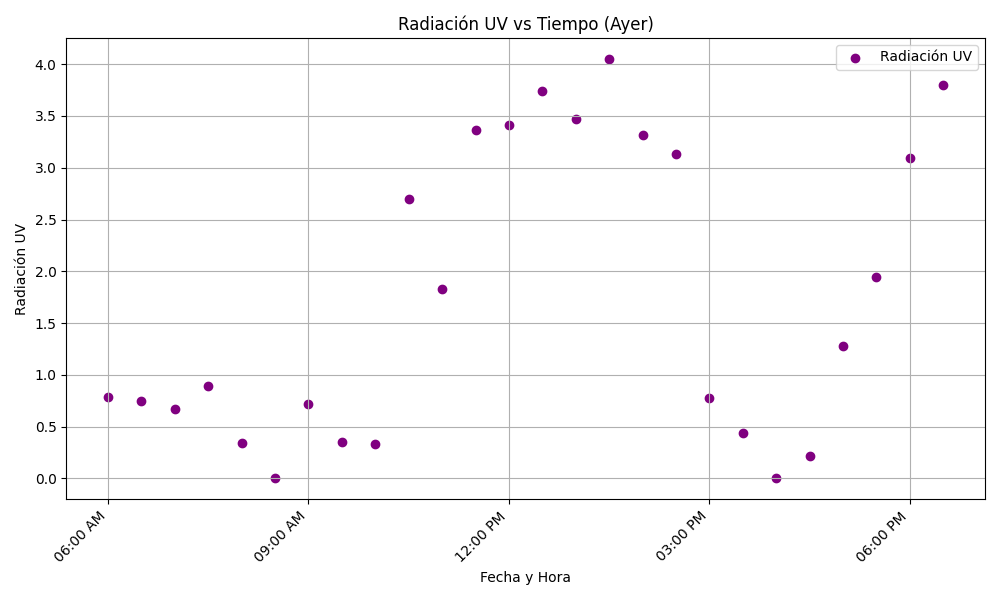 Radiación UV vs Tiempo (Ayer)
Radiación UV
4.0
3.5
3.0
2.5
2.0
1.5
1.0
0.5
0.0
Radiación UV
06:00 AM
09:00 AM
12:00 PM
03:00 PM
06:00 PM
Fecha y Hora